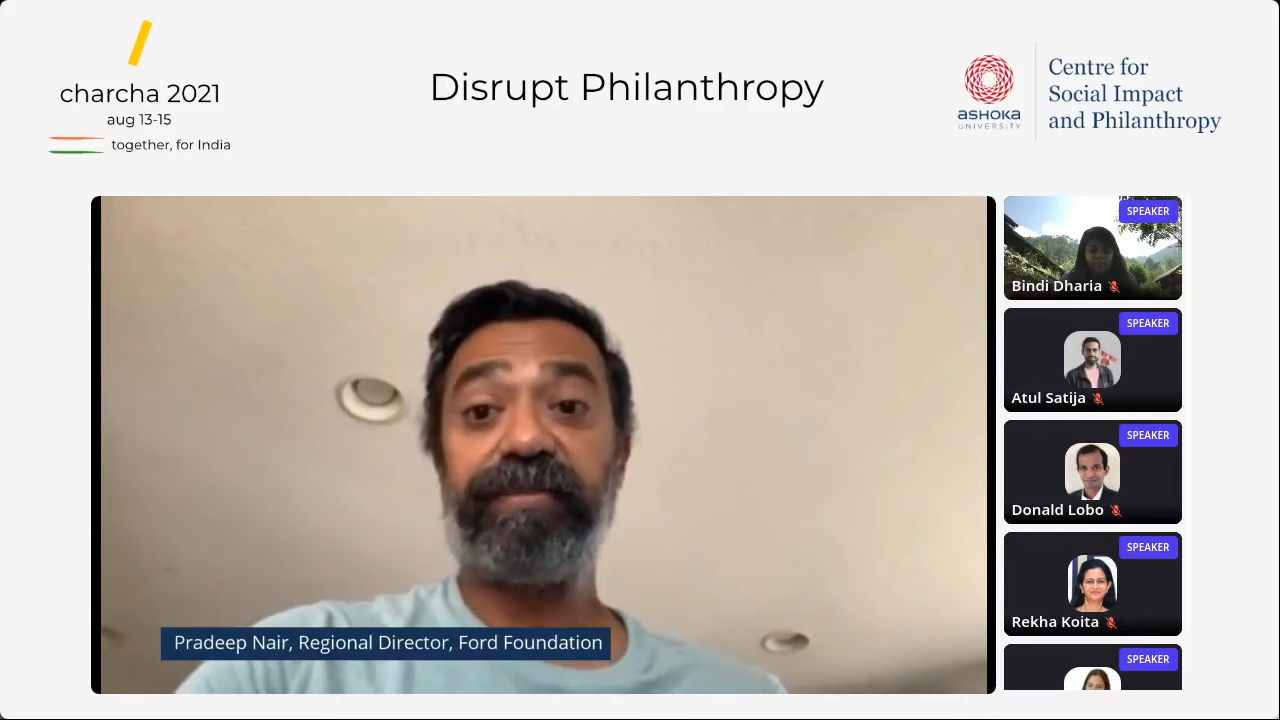 charcha 2021
aug 13-15
together, for India
Disrupt Philanthropy
ASHOKA
UNIVERSITY
Centre for
Social Impact
and Philanthropy
SPEAKER
Bindi Dharia
SPEAKER
Atul Satija
SPEAKER
Donald Lobo
SPEAKER
Rekha Koita
SPEAKER
Pradeep Nair, Regional Director, Ford Foundation